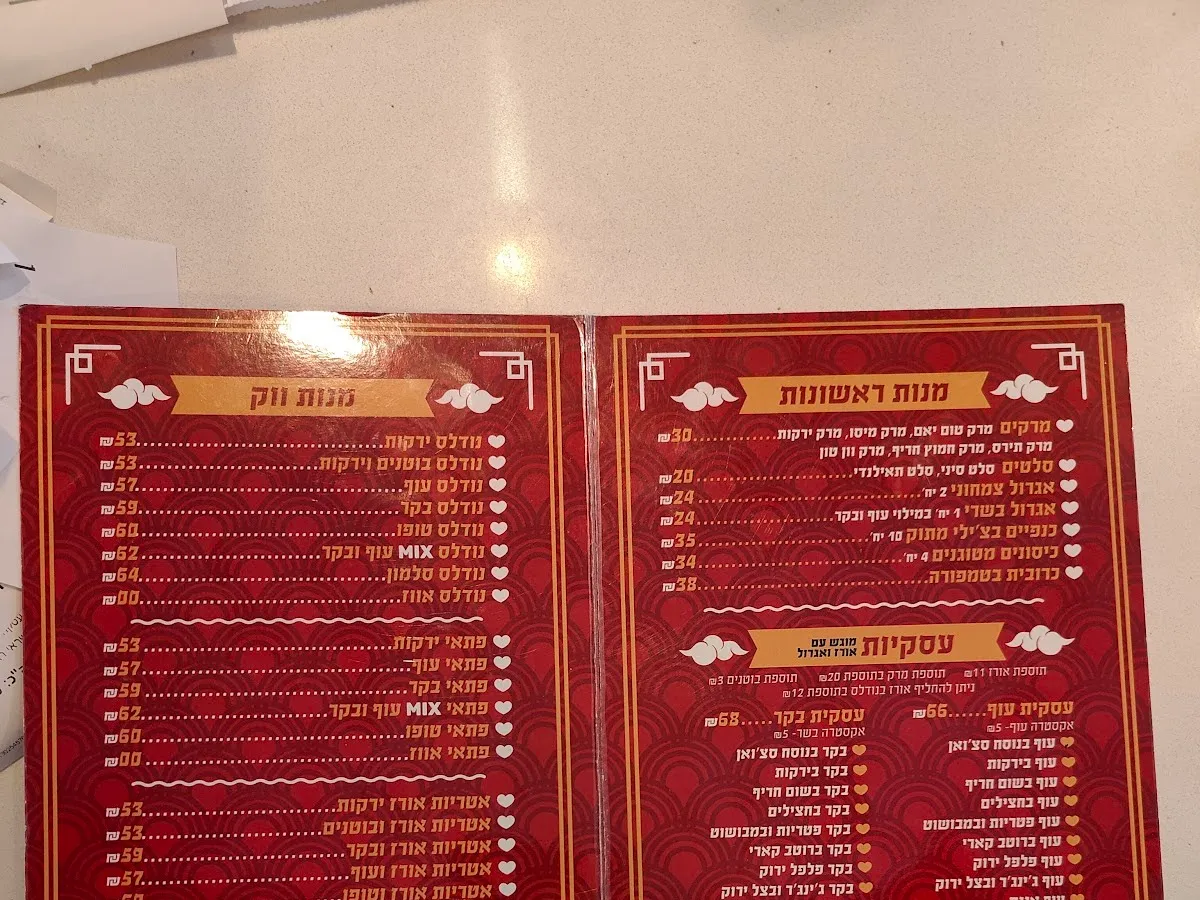 מנות ראשונות
מרקים מרק טום יאם, מרק מיסו, מרק ירקות..............30₪
מרק תירס, מרק חמוץ חריף, מרק וון טון
סלטים סלט סיני, סלט תאילנדי......................20₪
אגרול צמחוני 2 יח׳..............................24₪
אגרול בשרי 1 יח׳ במילוי עוף ובקר....................24₪
כנפיים בצ׳ילי מתוק 10 יח׳........................35₪
כיסונים מטוגנים 4 יח׳............................34₪
כרובית בטמפורה..............................38₪
עסקיות מוגש עם אורז ואגרול
תוספת אורז 11₪ תוספת מרק בתוספת 20₪ תוספת בוטנים 3₪
ניתן להחליף אורז בנודלס בתוספת 12₪
עסקית עוף......66₪
אקסטרה עוף- 5₪
עוף בנוסח סצ׳ואן
עוף בירקות
עוף בשום חריף
עוף בחצילים
עוף פטריות ובמבושוט
עוף ברוטב קארי
עוף פלפל ירוק
עוף ג׳ינג׳ר ובצל ירוק
עסקית בקר.....68₪
אקסטרה בשר- 5₪
בקר בנוסח סצ׳ואן
בקר בירקות
בקר בשום חריף
בקר בחצילים
בקר פטריות ובמבושוט
בקר ברוטב קארי
בקר פלפל ירוק
בקר ג׳ינג׳ר ובצל ירוק
מנות ווק
נודלס ירקות..............................53₪
נודלס בוטנים וירקות......................53₪
נודלס עוף..............................57₪
נודלס בקר..............................59₪
נודלס טופו..............................60₪
נודלס MIX עוף ובקר......................62₪
נודלס סלמון..............................64₪
נודלס אווז..............................00₪
פתאי ירקות..............................53₪
פתאי עוף..............................57₪
פתאי בקר..............................59₪
פתאי MIX עוף ובקר......................62₪
פתאי טופו..............................60₪
פתאי אווז..............................00₪
אטריות אורז ירקות......................53₪
אטריות אורז ובוטנים......................53₪
אטריות אורז ובקר......................59₪
אטריות אורז ועוף......................57₪
אטריות אורז וטופו